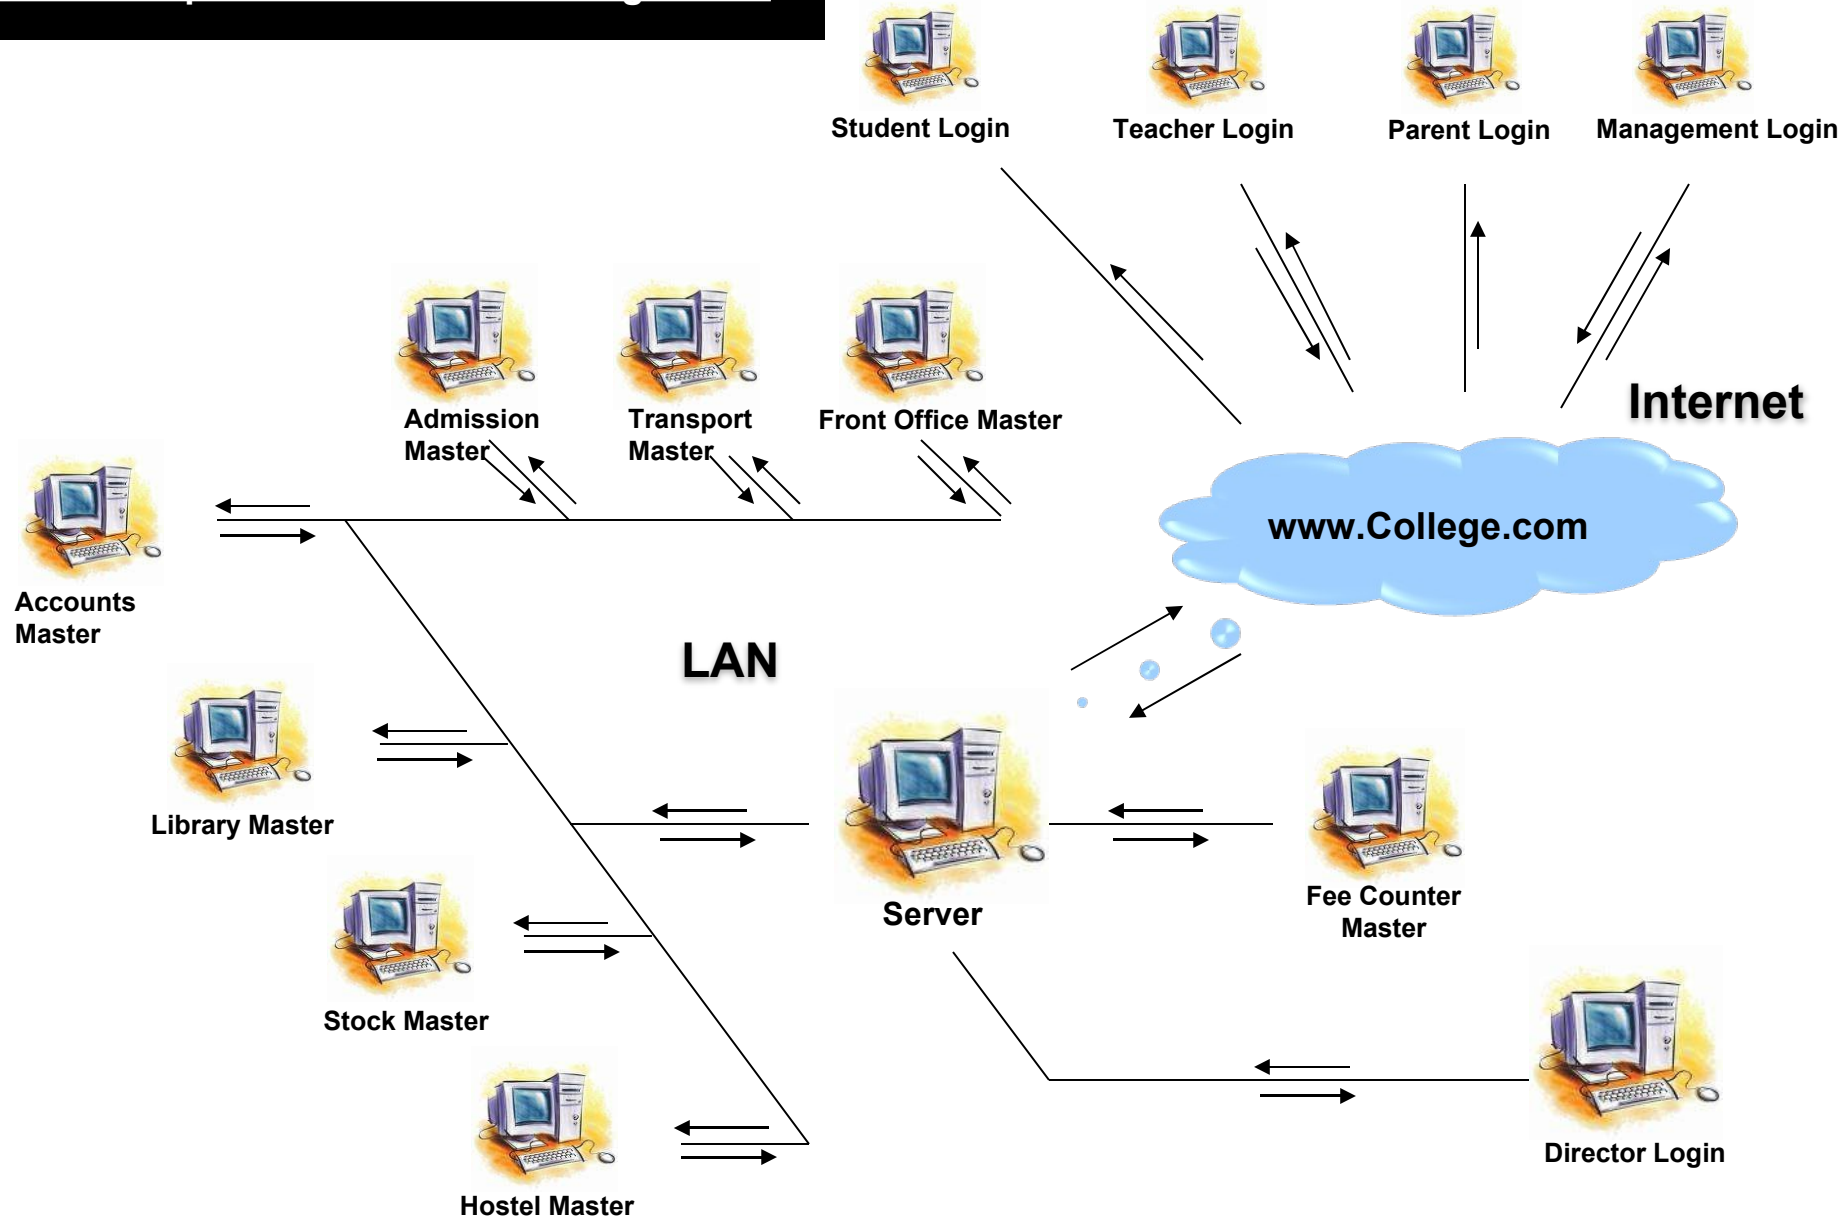 Student Login
Teacher Login
Parent Login
Management Login
Internet
Admission
Master
Transport
Master
Front Office Master
www.College.com
Accounts
Master
LAN
Library Master
Server
Fee Counter
Master
Stock Master
Director Login
Hostel Master